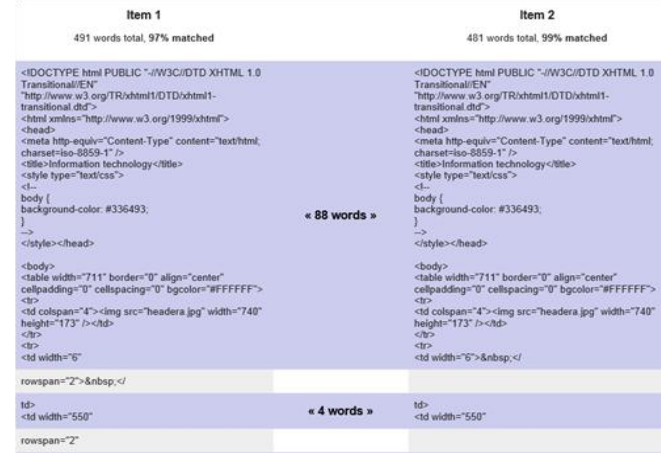 Item 1
Item 2
491 words total, 97% matched
481 words total, 99% matched
<!DOCTYPE html PUBLIC "-//W3C//DTD XHTML 1.0
Transitional//EN"
"http://www.w3.org/TR/xhtml1/DTD/xhtml1-
transitional.dtd">
<html xmlns="http://www.w3.org/1999/xhtml">
<head>
<meta http-equiv="Content-Type" content="text/html;
charset=iso-8859-1" />
<title>Information technology</title>
<style type="text/css">
<!--
body {
background-color: #336493;
}
-->
</style></head>
<body>
<table width="711" border="0" align="center"
cellpadding="0" cellspacing="0" bgcolor="#FFFFFF">
<tr>
<td colspan="4"><img src="headera.jpg" width="740"
height="173" /></td>
</tr>
<tr>
<td width="6"
« 88 words »
<!DOCTYPE html PUBLIC "-//W3C//DTD XHTML 1.0
Transitional//EN"
"http://www.w3.org/TR/xhtml1/DTD/xhtml1-
transitional.dtd">
<html xmlns="http://www.w3.org/1999/xhtml">
<head>
<meta http-equiv="Content-Type" content="text/html;
charset=iso-8859-1" />
<title>Information technology</title>
<style type="text/css">
<!--
body {
background-color: #336493;
}
-->
</style></head>
<body>
<table width="711" border="0" align="center"
cellpadding="0" cellspacing="0" bgcolor="#FFFFFF">
<tr>
<td colspan="4"><img src="headera.jpg" width="740"
height="173" /></td>
</tr>
<tr>
<td width="6">&nbsp;</
rowspan="2">&nbsp;</
td>
<td width="550"
« 4 words »
td>
<td width="550"
rowspan="2"